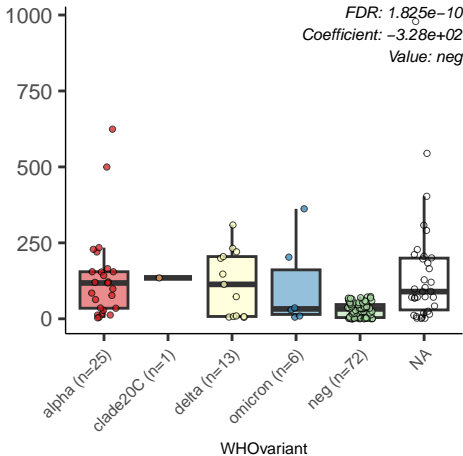 FDR: 1.825e−10
Coefficient: −3.28e+02
Value: neg
1000
750
500
250
0
alpha (n=25)
clade20C (n=1)
delta (n=13)
omicron (n=6)
neg (n=72)
NA
WHOvariant